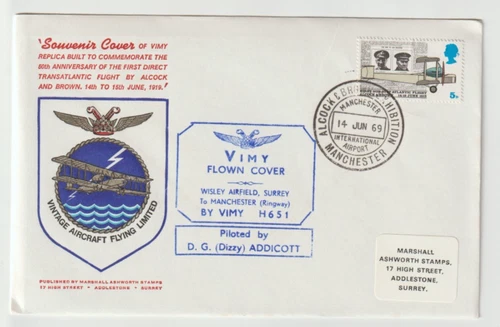 "Souvenir Cover OF VIMY
REPLICA BUILT TO COMMEMORATE THE
50th ANNIVERSARY OF THE FIRST DIRECT
TRANSATLANTIC FLIGHT BY ALCOCK
AND BROWN. 14th TO 15th JUNE, 1919."
VINTAGE AIRCRAFT FLYING LIMITED
PUBLISHED BY MARSHALL ASHWORTH STAMPS
17 HIGH STREET • ADDLESTONE • SURREY
VIMY
FLOWN COVER
WISLEY AIRFIELD, SURREY
To MANCHESTER (Ringway)
BY VIMY H651
Piloted by
D. G. (Dizzy) ADDICOTT
5d
ALCOCK & BROWN EXHIBITION
MANCHESTER
14 JUN 69
INTERNATIONAL
AIRPORT
MANCHESTER
MARSHALL
ASHWORTH STAMPS,
17 HIGH STREET,
ADDLESTONE,
SURREY.